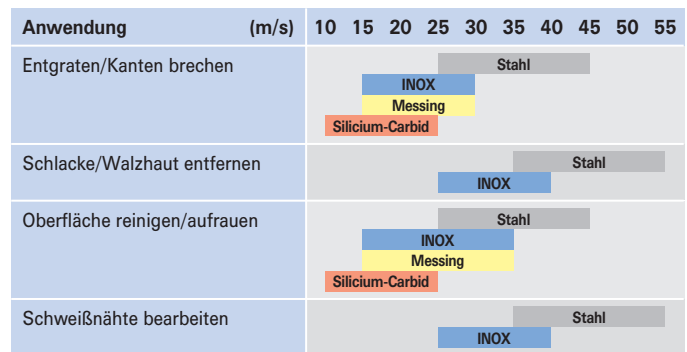 Anwendung (m/s) 10 15 20 25 30 35 40 45 50 55
Entgraten/Kanten brechen Stahl
INOX
Messing
Silicium-Carbid
Schlacke/Walzhaut entfernen Stahl
INOX
Oberfläche reinigen/aufrauen Stahl
INOX
Messing
Silicium-Carbid
Schweißnähte bearbeiten Stahl
INOX